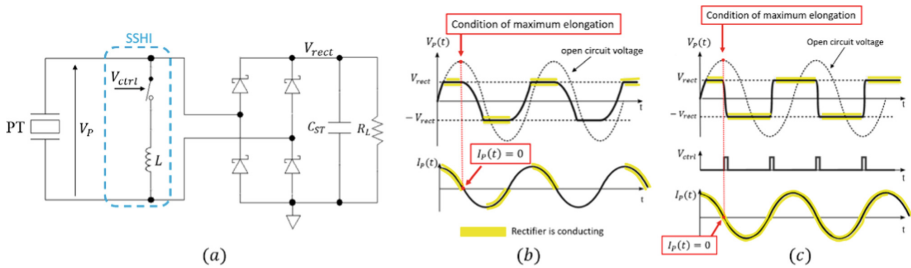 SSHI
V_ctrl
V_P
PT
L
V_rect
C_ST
R_L
(a)
Condition of maximum elongation
V_P(t)
open circuit voltage
V_rect
t
− V_rect
I_P(t)
I_P(t) = 0
t
Rectifier is conducting
(b)
Condition of maximum elongation
V_P(t)
Open circuit voltage
V_rect
t
− V_rect
V_ctrl
t
I_P(t)
t
I_P(t) = 0
(c)